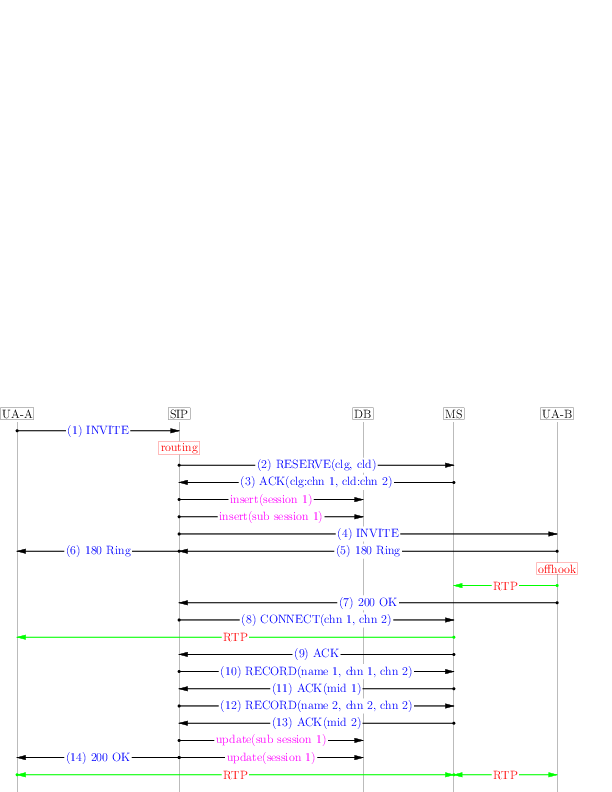 UA-A SIP DB MS UA-B
(1) INVITE
routing
(2) RESERVE(clg, cld)
(3) ACK(clg:chn 1, cld:chn 2)
insert(session 1)
insert(sub session 1)
(4) INVITE
(6) 180 Ring (5) 180 Ring
offhook
RTP
(7) 200 OK
(8) CONNECT(chn 1, chn 2)
RTP
(9) ACK
(10) RECORD(name 1, chn 1, chn 2)
(11) ACK(mid 1)
(12) RECORD(name 2, chn 2, chn 2)
(13) ACK(mid 2)
update(sub session 1)
(14) 200 OK update(session 1)
RTP RTP